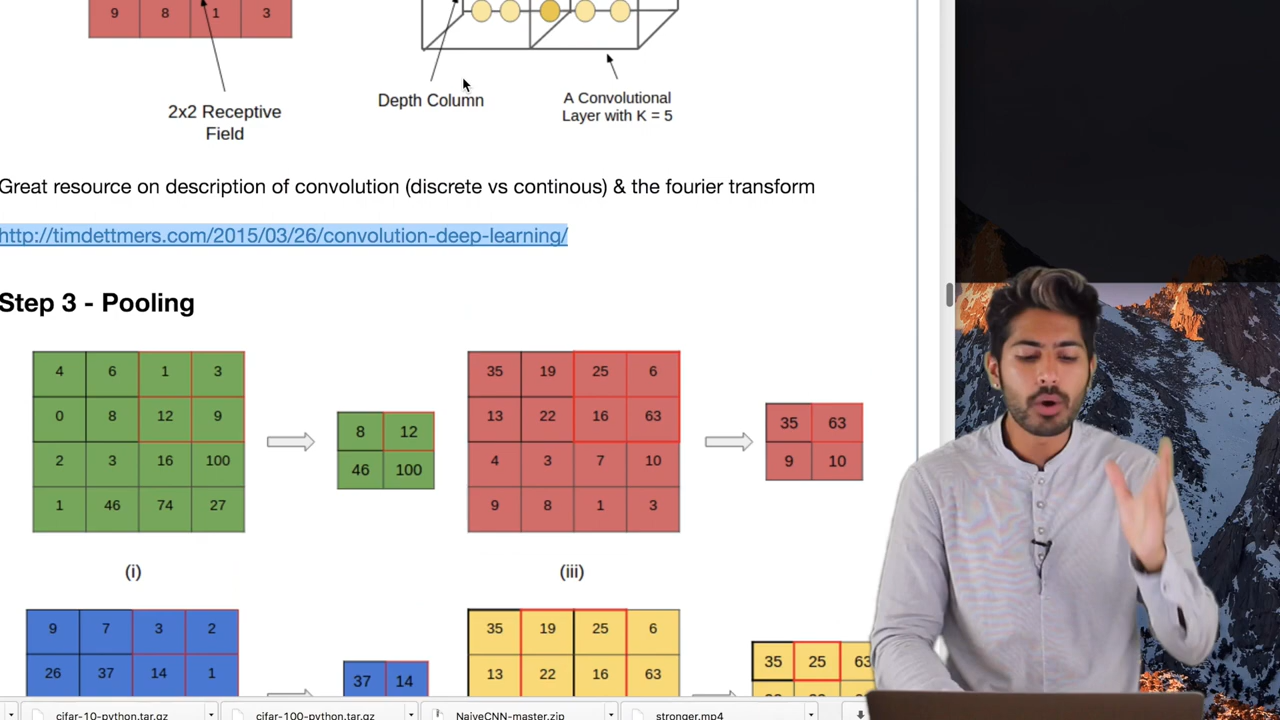 9 8 1 3
2x2 Receptive
Field
Depth Column
A Convolutional
Layer with K = 5
Great resource on description of convolution (discrete vs continous) & the fourier transform
http://timdettmers.com/2015/03/26/convolution-deep-learning/
Step 3 - Pooling
4 6 1 3
0 8 12 9
2 3 16 100
1 46 74 27
8 12
46 100
(i)
35 19 25 6
13 22 16 63
4 3 7 10
9 8 1 3
35 63
9 10
(iii)
9 7 3 2
26 37 14 1
37 14
35 19 25 6
13 22 16 63
35 25 63
cifar-10-python.tar.gz
cifar-100-python.tar.gz
NaiveCNN-master.zip
stronger.mp4